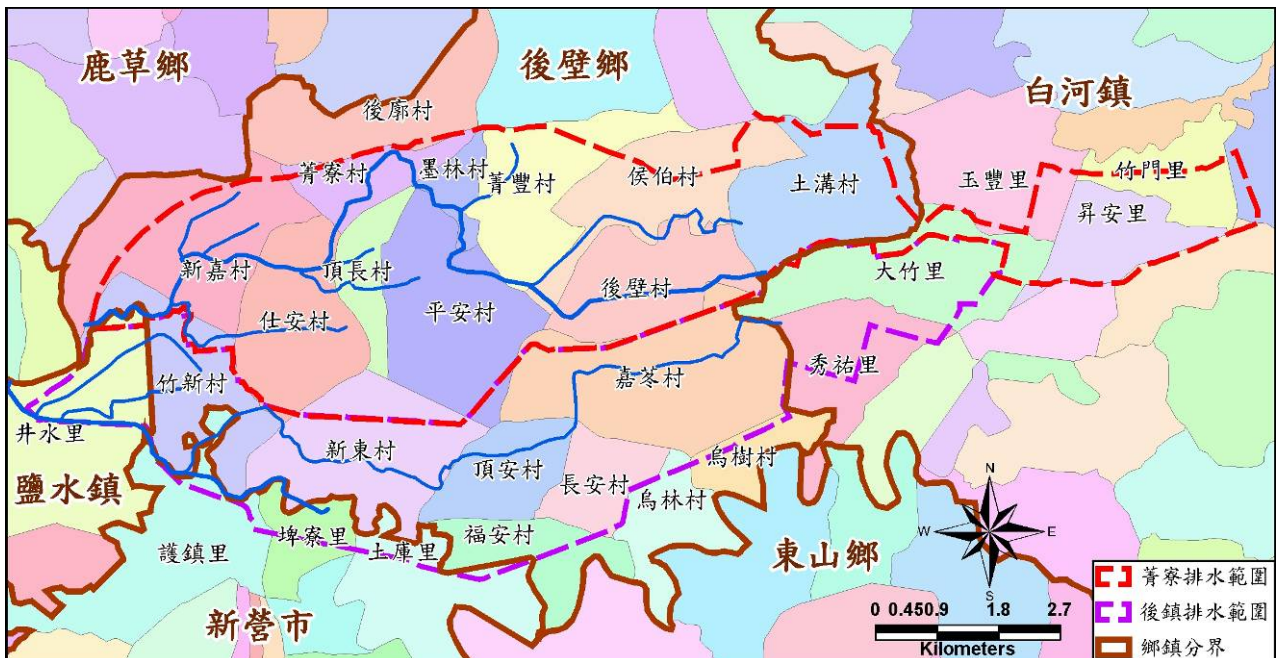 鹿草鄉
後壁鄉
白河鎮
後廓村
菁寮村
墨林村
菁豐村
侯伯村
土溝村
玉豐里
竹門里
昇安里
新嘉村
頂長村
大竹里
後壁村
平安村
仕安村
秀祐里
竹新村
嘉苳村
井水里
新東村
頂安村
長安村
烏樹村
烏林村
鹽水鎮
埤寮里
土庫里
福安村
護鎮里
東山鄉
新營市
N
W
E
S
0 0.45 0.9 1.8 2.7
Kilometers
菁寮排水範圍
後鎮排水範圍
鄉鎮分界